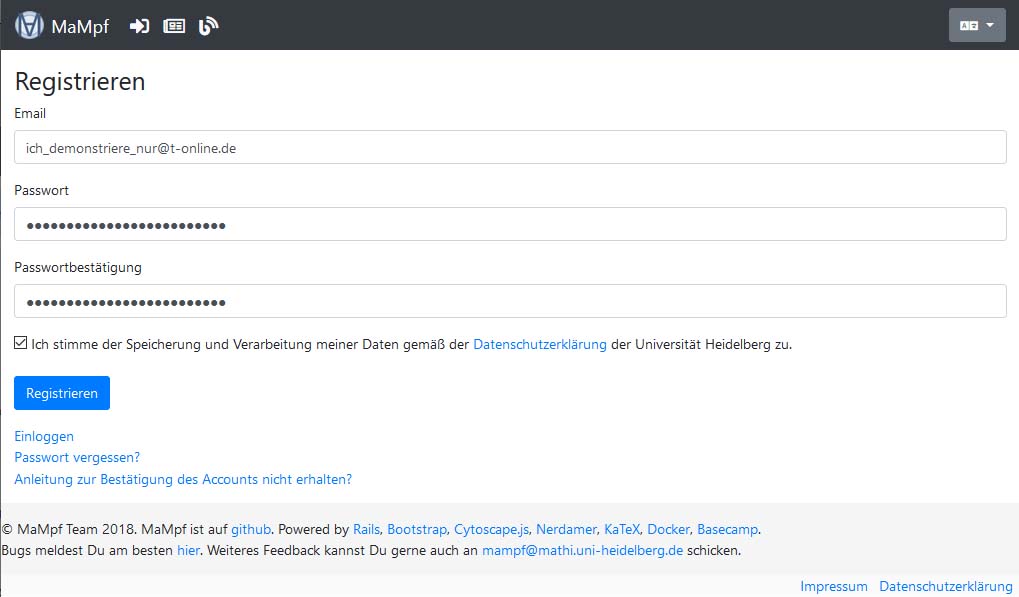 MaMpf
Registrieren
Email
ich_demonstriere_nur@t-online.de
Passwort
Passwortbestätigung
Ich stimme der Speicherung und Verarbeitung meiner Daten gemäß der Datenschutzerklärung der Universität Heidelberg zu.
Registrieren
Einloggen
Passwort vergessen?
Anleitung zur Bestätigung des Accounts nicht erhalten?
© MaMpf Team 2018. MaMpf ist auf github. Powered by Rails, Bootstrap, Cytoscape.js, Nerdamer, KaTeX, Docker, Basecamp.
Bugs meldest Du am besten hier. Weiteres Feedback kannst Du gerne auch an mampf@mathi.uni-heidelberg.de schicken.
Impressum Datenschutzerklärung